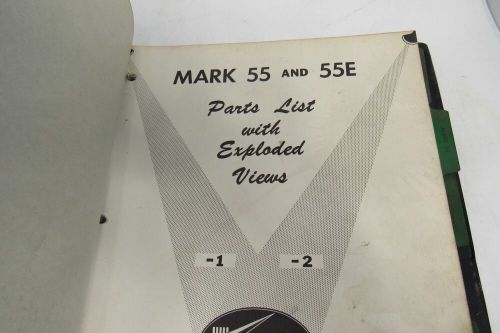 MARK 55 AND 55E
Parts List
with
Exploded
Views
-1 -2